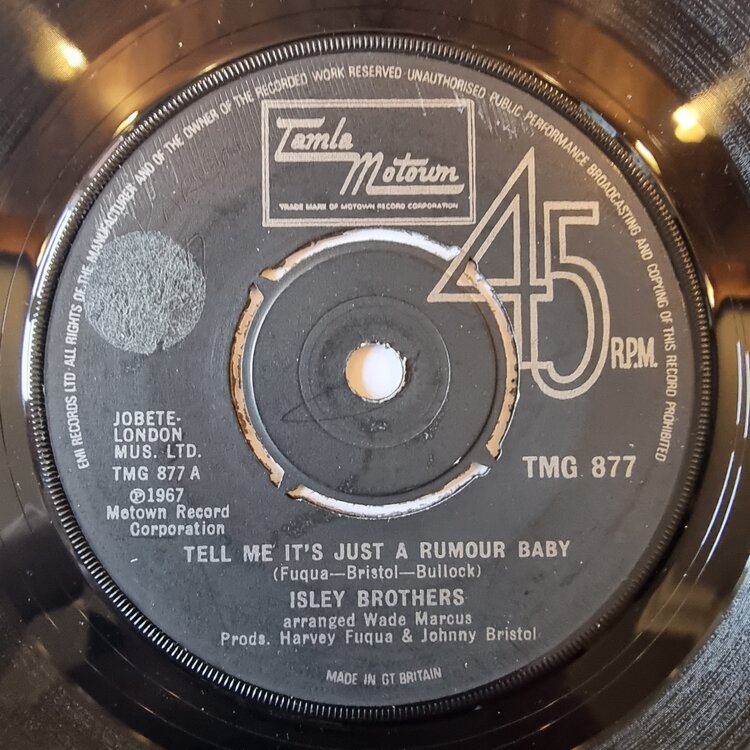 EMI RECORDS LTD ALL RIGHTS OF THE MANUFACTURER AND OF THE OWNER OF THE RECORDED WORK RESERVED UNAUTHORISED PUBLIC PERFORMANCE BROADCASTING AND COPYING OF THIS RECORD PROHIBITED
Tamla
Motown
TRADE MARK OF MOTOWN RECORD CORPORATION
45
R.P.M.
JOBETE-
LONDON
MUS. LTD.
TMG 877 A
℗1967
Motown Record
Corporation
TMG 877
TELL ME IT'S JUST A RUMOUR BABY
(Fuqua—Bristol—Bullock)
ISLEY BROTHERS
arranged Wade Marcus
Prods. Harvey Fuqua & Johnny Bristol
MADE IN GT BRITAIN